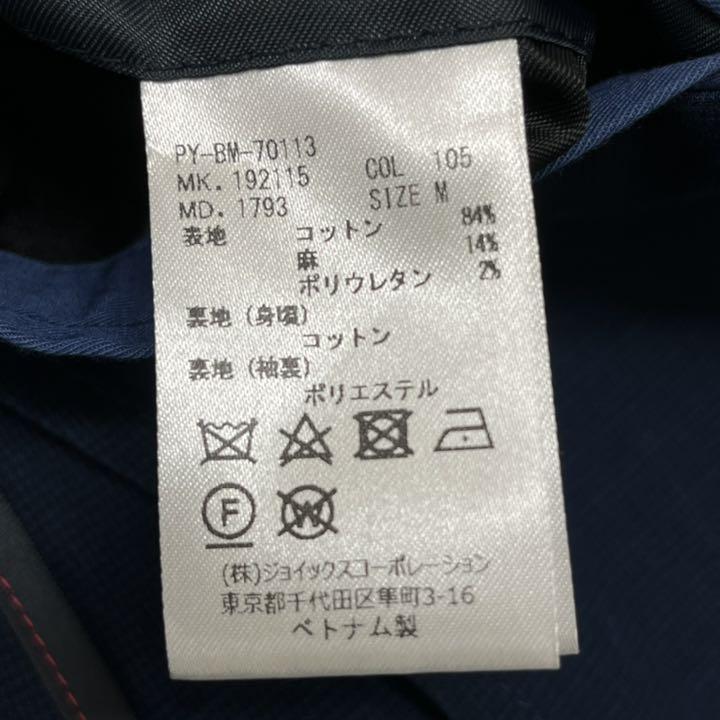 PY-BM-70113
MK. 192115 COL 105
MD. 1793 SIZE M
表地 コットン 84%
麻 14%
ポリウレタン 2%
裏地 (身頃)
コットン
裏地 (袖裏)
ポリエステル
F W
(株)ジョイックスコーポレーション
東京都千代田区隼町3-16
ベトナム製